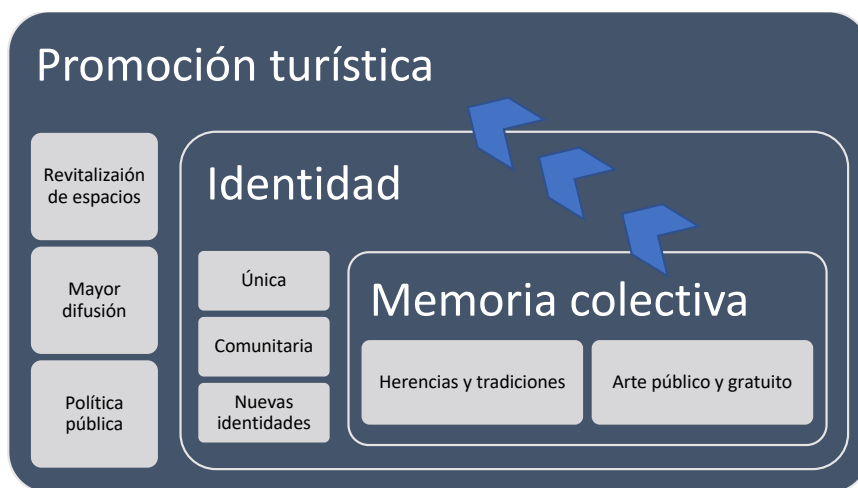 Promoción turística
Revitalizaión
de espacios
Mayor
difusión
Política
pública
Identidad
Única
Comunitaria
Nuevas
identidades
Memoria colectiva
Herencias y tradiciones
Arte público y gratuito